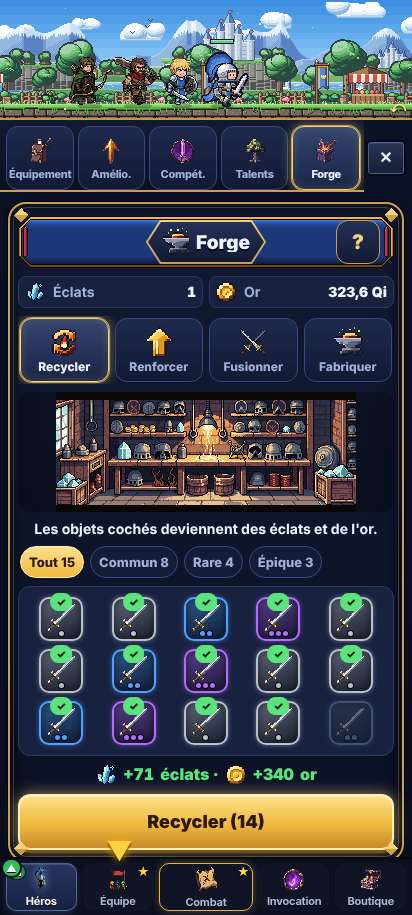 Équipement
Amélio.
Compét.
Talents
Forge
Forge
?
Éclats 1
Or 323,6 Qi
Recycler
Renforcer
Fusionner
Fabriquer
Les objets cochés deviennent des éclats et de l'or.
Tout 15
Commun 8
Rare 4
Épique 3
+71 éclats · +340 or
Recycler (14)
Héros
Équipe
Combat
Invocation
Boutique